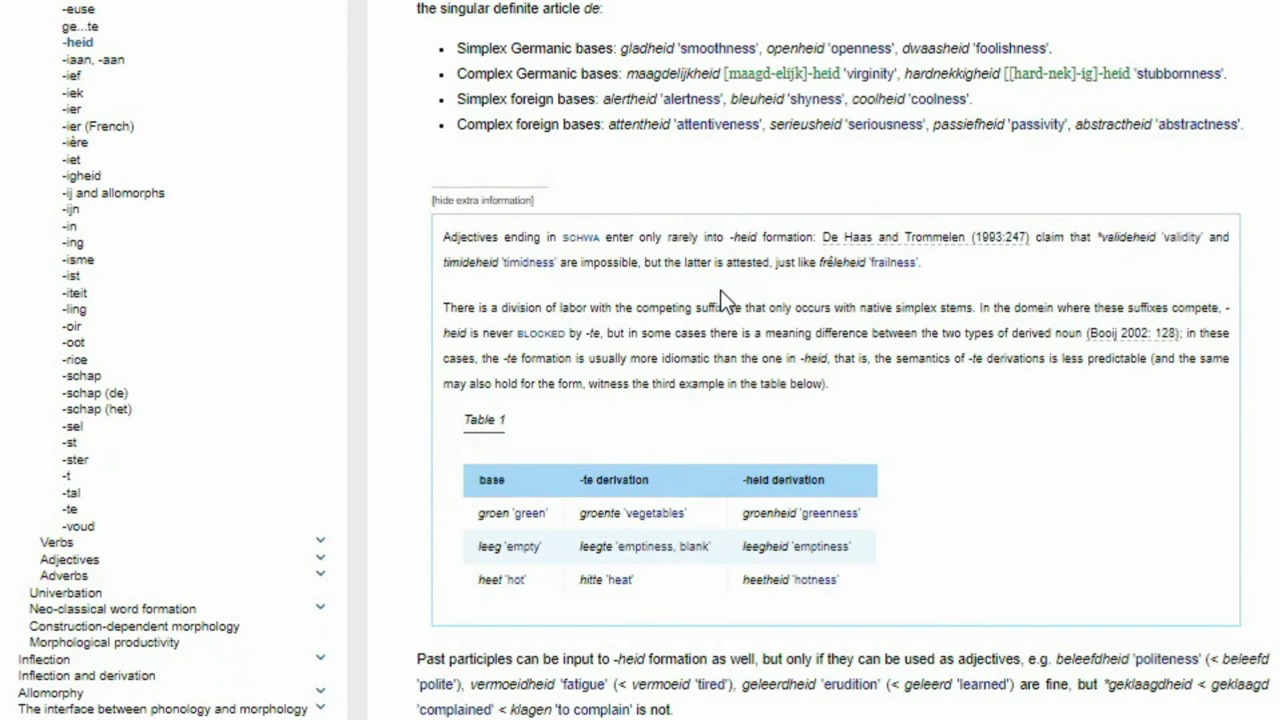 -euse
ge...te
-heid
-iaan, -aan
-ief
-iek
-ier
-ier (French)
-ière
-iet
-igheid
-ij and allomorphs
-ijn
-in
-ing
-isme
-ist
-iteit
-ling
-oir
-oot
-rice
-schap
-schap (de)
-schap (het)
-sel
-st
-ster
-t
-tal
-te
-voud
Verbs
Adjectives
Adverbs
Univerbation
Neo-classical word formation
Construction-dependent morphology
Morphological productivity
Inflection
Inflection and derivation
Allomorphy
The interface between phonology and morphology
the singular definite article de:
• Simplex Germanic bases: gladheid 'smoothness', openheid 'openness', dwaasheid 'foolishness'.
• Complex Germanic bases: maagdelijkheid [maagd-elijk]-heid 'virginity', hardnekkigheid [[hard-nek]-ig]-heid 'stubbornness'.
• Simplex foreign bases: alertheid 'alertness', bleuheid 'shyness', coolheid 'coolness'.
• Complex foreign bases: attentheid 'attentiveness', serieusheid 'seriousness', passiefheid 'passivity', abstractheid 'abstractness'.
[hide extra information]
Adjectives ending in SCHWA enter only rarely into -heid formation: De Haas and Trommelen (1993:247) claim that *valideheid 'validity' and
timideheid 'timidness' are impossible, but the latter is attested, just like frêleheid 'frailness'.
There is a division of labor with the competing that only occurs with native simplex stems. In the domain where these suffixes compete, -
heid is never BLOCKED by -te, but in some cases there is a meaning difference between the two types of derived noun (Booij 2002: 128): in these
cases, the -te formation is usually more idiomatic than the one in -heid, that is, the semantics of -te derivations is less predictable (and the same
may also hold for the form, witness the third example in the table below).
Table 1
base -te derivation -heid derivation
groen 'green' groente 'vegetables' groenheid 'greenness'
leeg 'empty' leegte 'emptiness, blank' leegheid 'emptiness'
heet 'hot' hitte 'heat' heetheid 'hotness'
Past participles can be input to -heid formation as well, but only if they can be used as adjectives, e.g. beleefdheid 'politeness' (< beleefd
'polite'), vermoeidheid 'fatigue' (< vermoeid 'tired'), geleerdheid 'erudition' (< geleerd 'learned') are fine, but *geklaagdheid < geklaagd
'complained' < klagen 'to complain' is not.